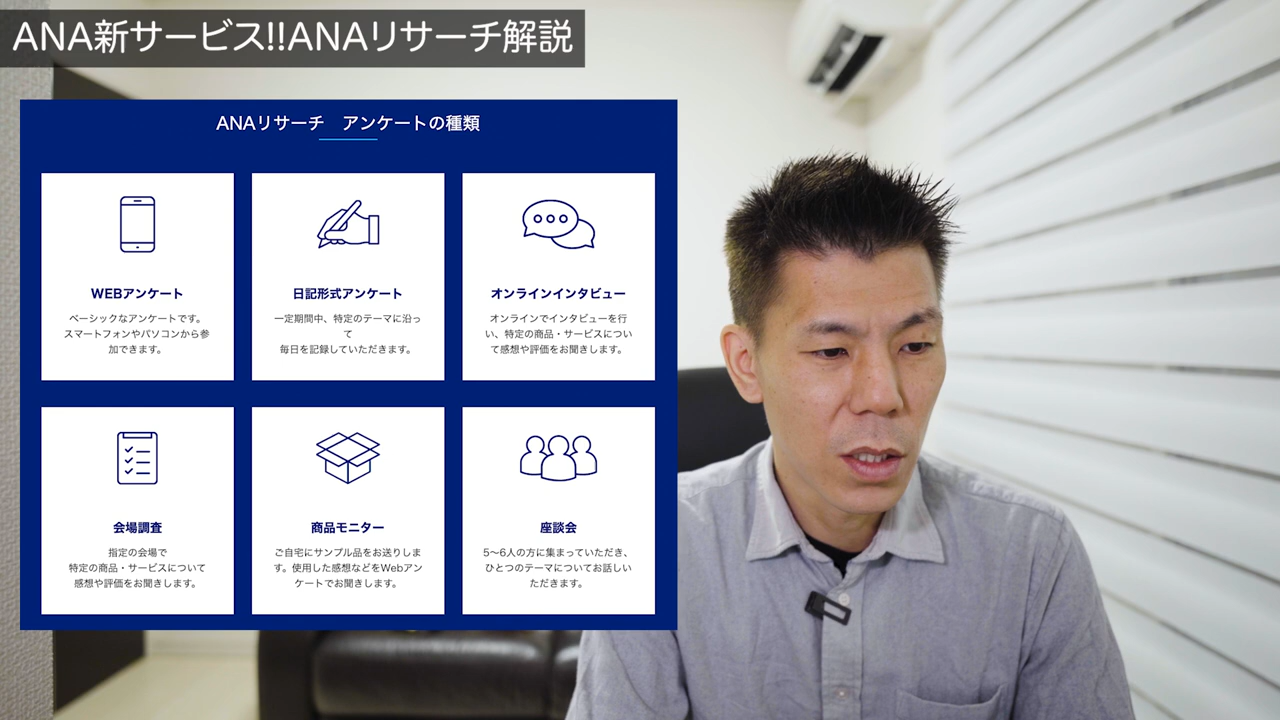 ANA新サービス!!ANAリサーチ解説
ANAリサーチ　アンケートの種類
WEBアンケート
ベーシックなアンケートです。
スマートフォンやパソコンから参
加できます。
日記形式アンケート
一定期間中、特定のテーマに沿っ
て
毎日を記録していただきます。
オンラインインタビュー
オンラインでインタビューを行
い、特定の商品・サービスについ
て感想や評価をお聞きします。
会場調査
指定の会場で
特定の商品・サービスについて
感想や評価をお聞きします。
商品モニター
ご自宅にサンプル品をお送りしま
す。使用した感想などをWebアン
ケートでお聞きします。
座談会
5〜6人の方に集まっていただき、
ひとつのテーマについてお話しい
ただきます。